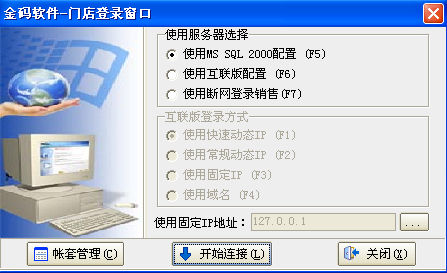 金码软件-门店登录窗口
使用服务器选择
使用MS SQL 2000配置 (F5)
使用互联版配置 (F6)
使用断网登录销售(F7)
互联版登录方式
使用快速动态IP (F1)
使用常规动态IP (F2)
使用固定IP (F3)
使用域名 (F4)
使用固定IP地址: 127.0.0.1 ...
帐套管理(C) 开始连接(L) 关闭(X)